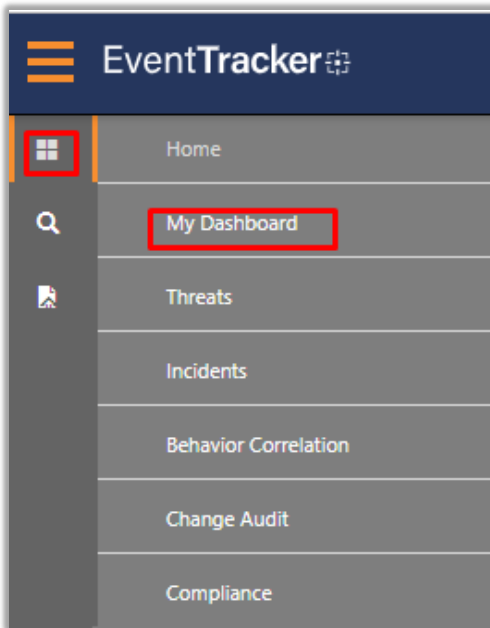 EventTracker
Home
My Dashboard
Threats
Incidents
Behavior Correlation
Change Audit
Compliance